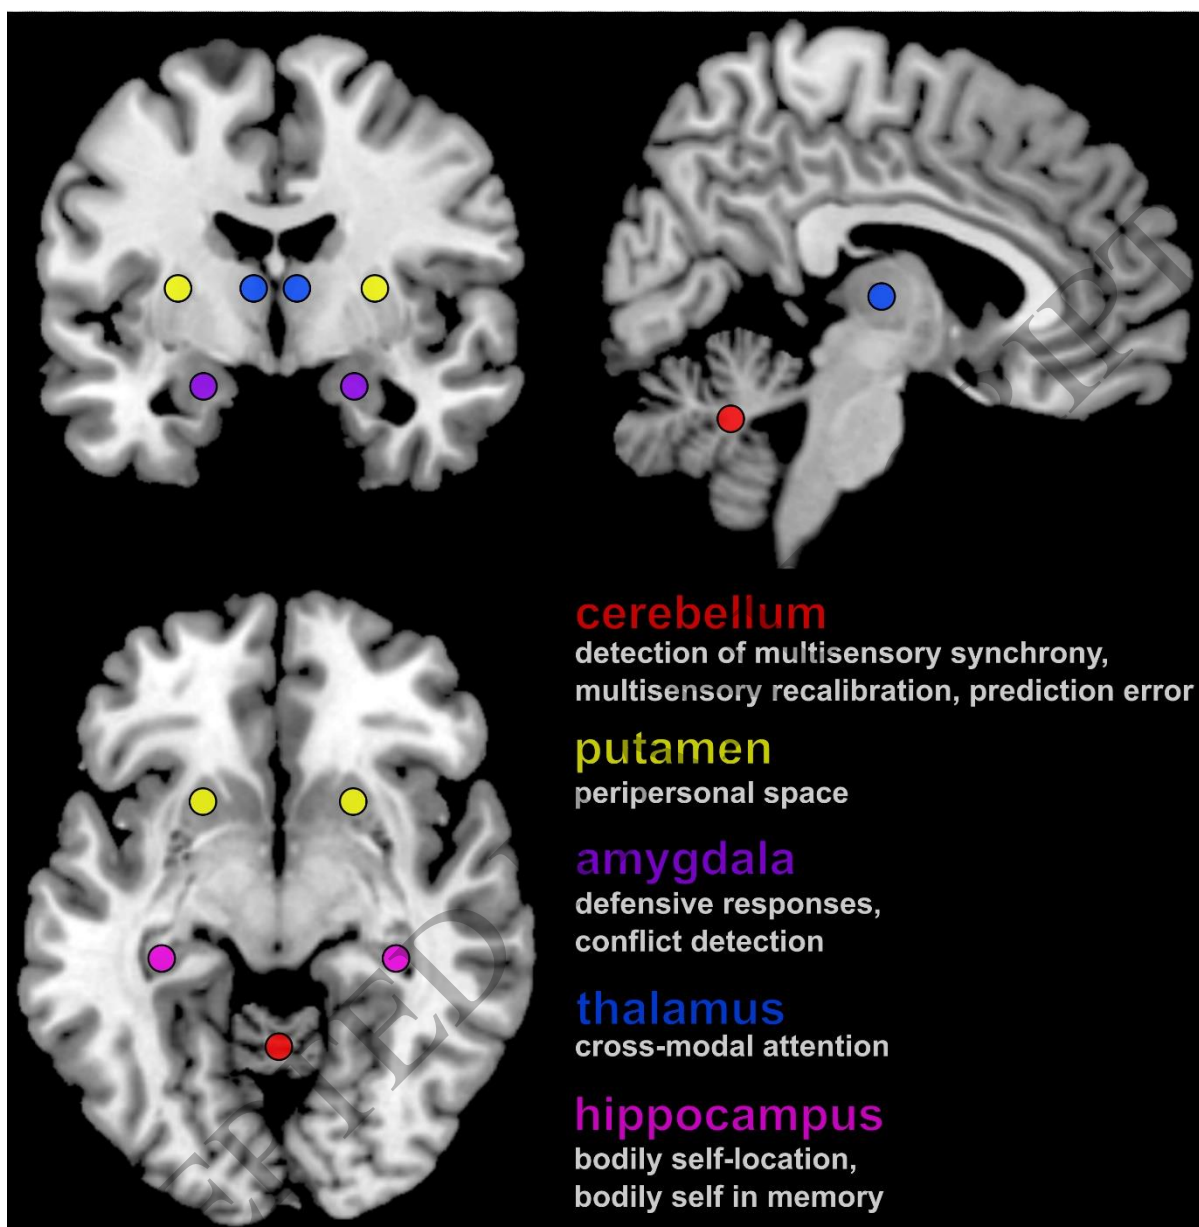 cerebellum
detection of multisensory synchrony,
multisensory recalibration, prediction error
putamen
peripersonal space
amygdala
defensive responses,
conflict detection
thalamus
cross-modal attention
hippocampus
bodily self-location,
bodily self in memory